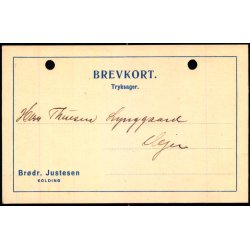 BREVKORT.
Tryksager.
Herr Thuesen Lynggaard
Vejen
Brødr. Justesen
KOLDING